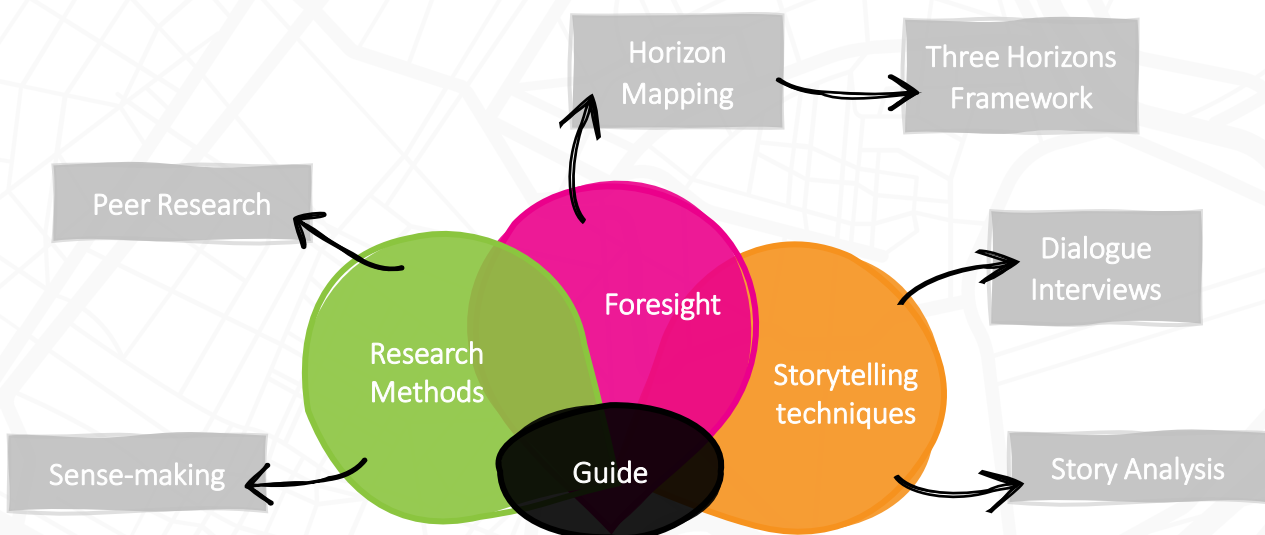 Horizon
Mapping
Three Horizons
Framework
Peer Research
Dialogue
Interviews
Foresight
Research
Methods
Storytelling
techniques
Guide
Sense-making
Story Analysis